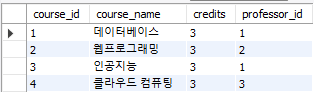 course_id course_name credits professor_id
1 데이터베이스 3 1
2 웹프로그래밍 3 2
3 인공지능 3 1
4 클라우드 컴퓨팅 3 3